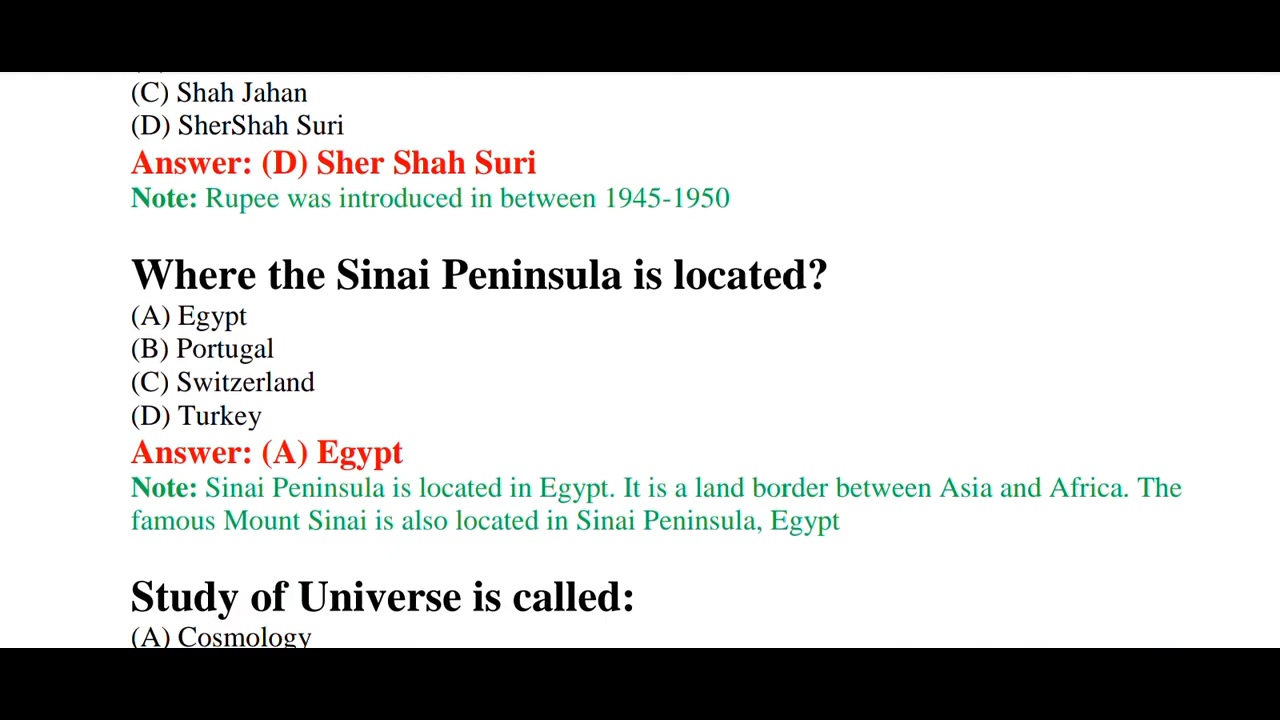 (C) Shah Jahan
(D) SherShah Suri
Answer: (D) Sher Shah Suri
Note: Rupee was introduced in between 1945-1950
Where the Sinai Peninsula is located?
(A) Egypt
(B) Portugal
(C) Switzerland
(D) Turkey
Answer: (A) Egypt
Note: Sinai Peninsula is located in Egypt. It is a land border between Asia and Africa. The
famous Mount Sinai is also located in Sinai Peninsula, Egypt
Study of Universe is called:
(A) Cosmology